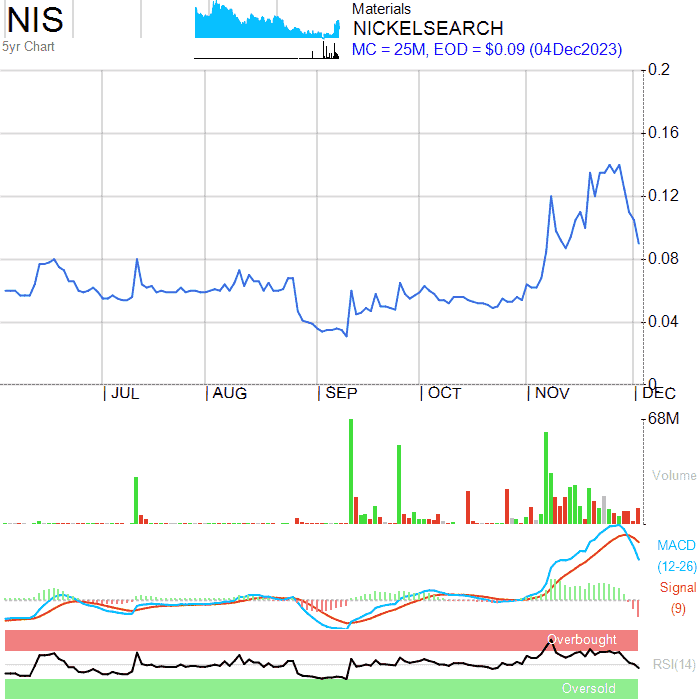 NIS
5yr Chart
Materials
NICKELSEARCH
MC = 25M, EOD = $0.09 (04Dec2023)
0.2
0.16
0.12
0.08
0.04
0
JUL AUG SEP OCT NOV DEC
68M
Volume
MACD
(12-26)
Signal
(9)
Overbought
RSI(14)
Oversold